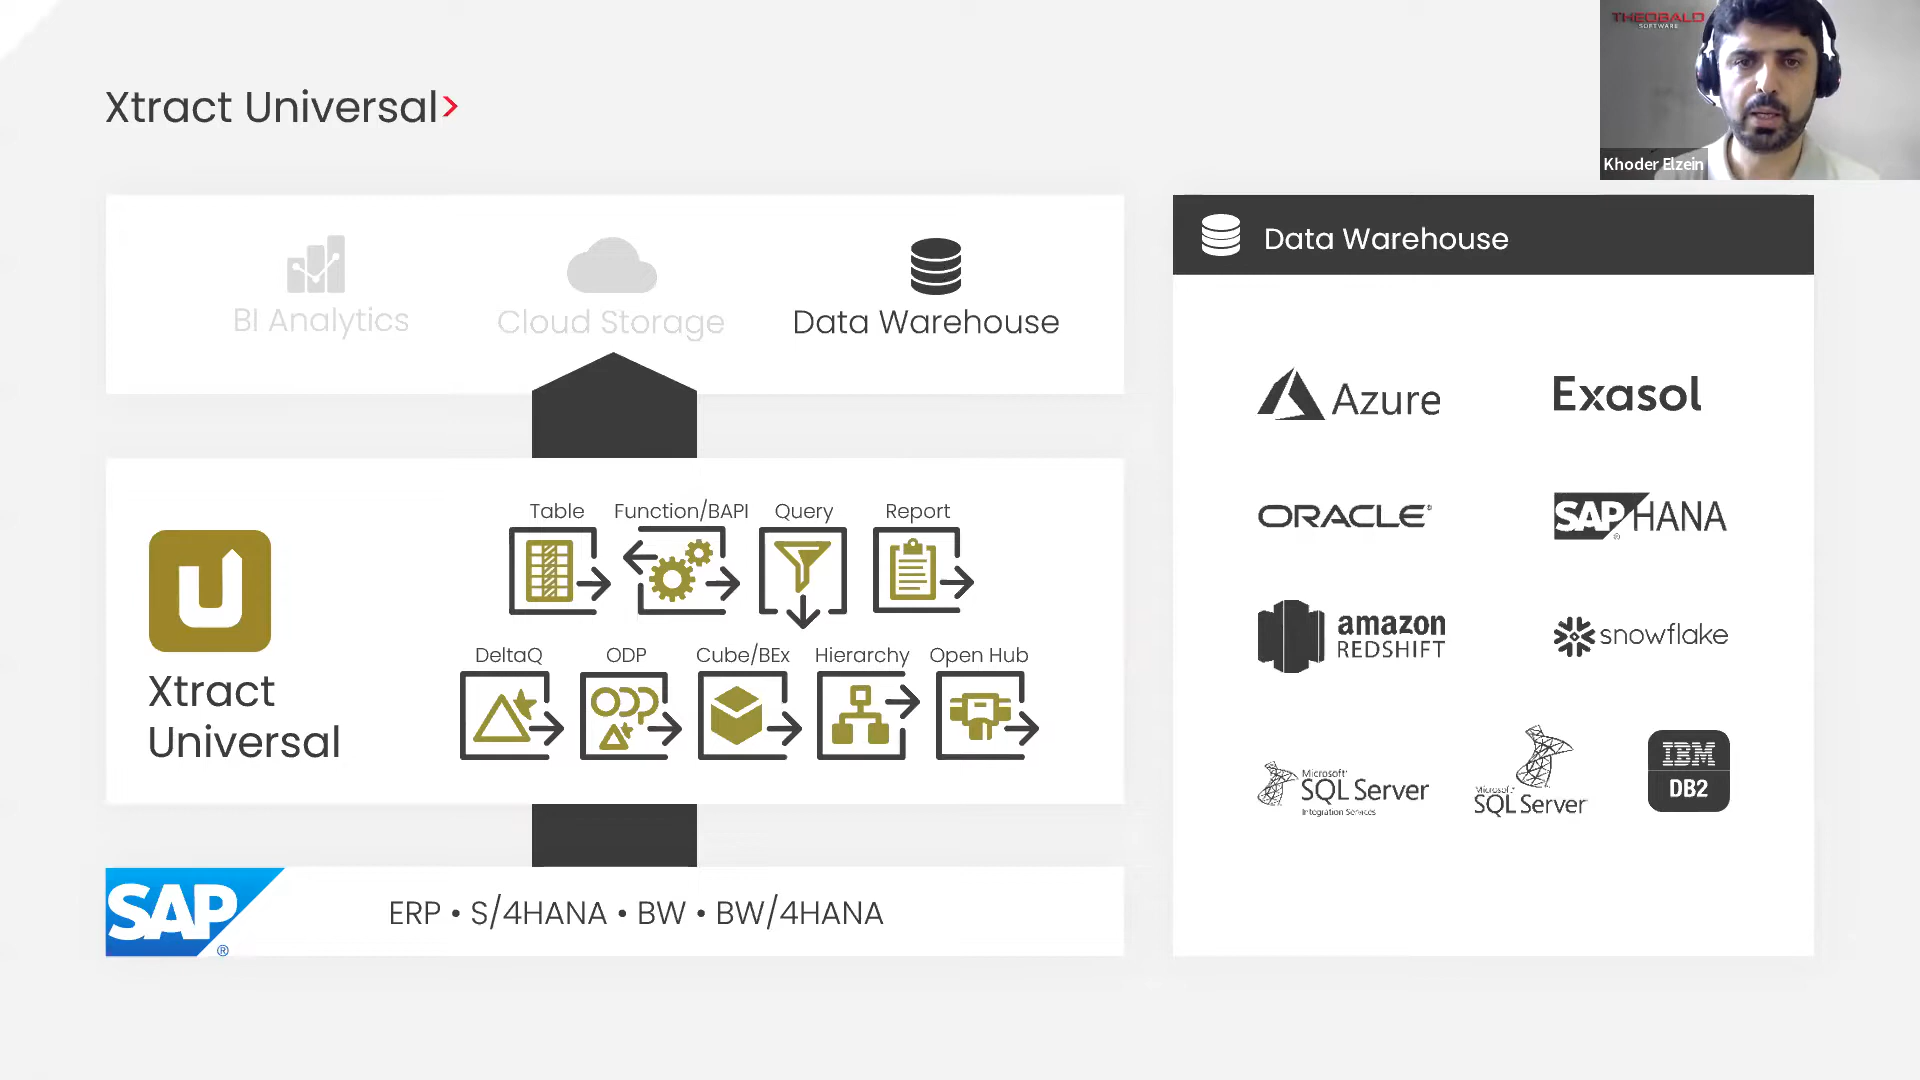 THEOBALD
SOFTWARE
Khoder Elzein
Xtract Universal>
BI Analytics
Cloud Storage
Data Warehouse
Table
Function/BAPI
Query
Report
DeltaQ
ODP
Cube/BEx
Hierarchy
Open Hub
U
ODP
Xtract
Universal
SAP®
ERP • S/4HANA • BW • BW/4HANA
Data Warehouse
Azure
Exasol
ORACLE®
SAP® HANA
amazon
REDSHIFT
snowflake
Microsoft®
SQL Server
Integration Services
Microsoft®
SQL Server®
IBM
DB2